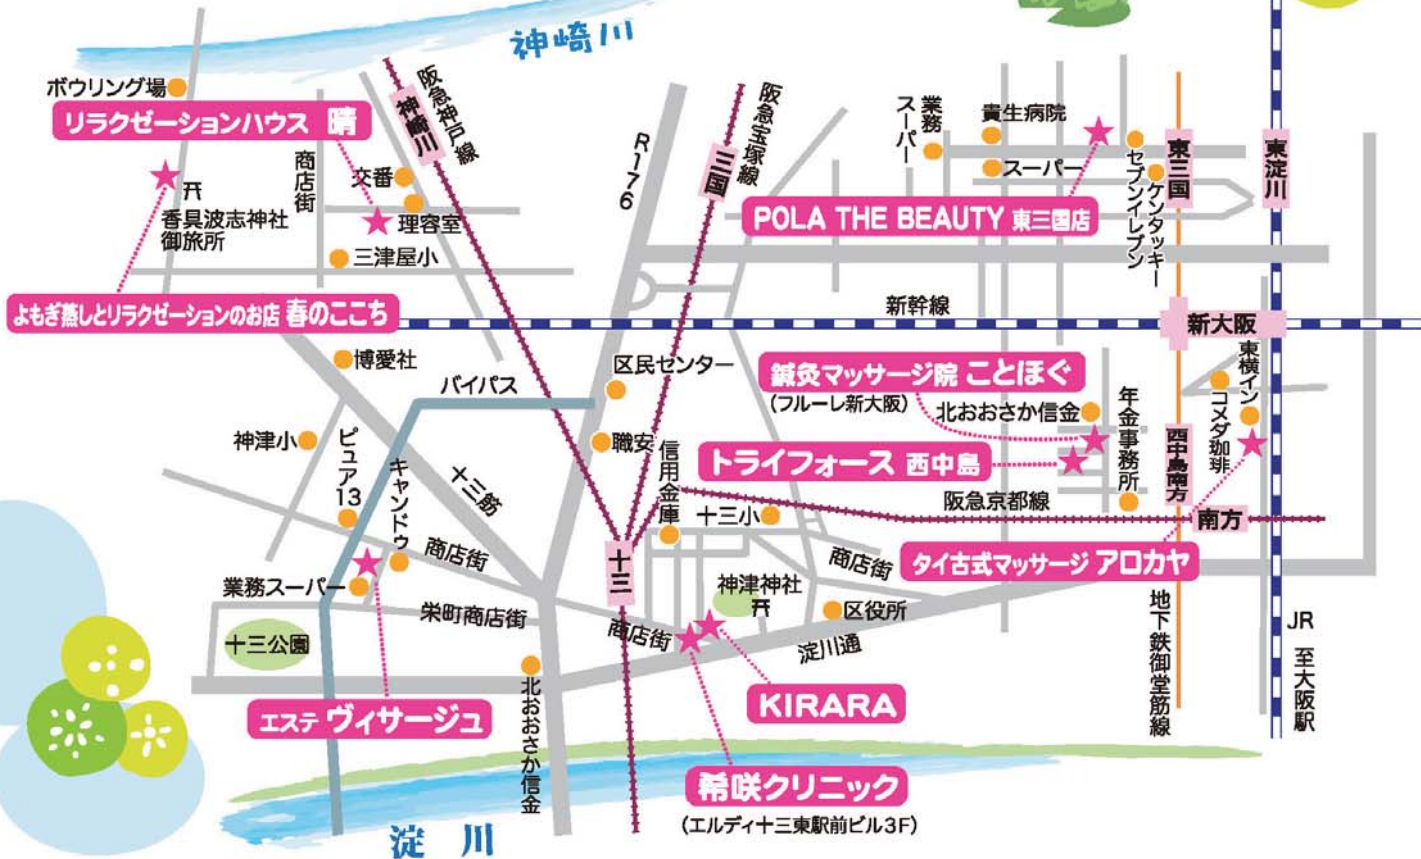 神崎川
ボウリング場
リラクゼーションハウス 晴
阪急神戸線
神崎川
商店街
交番
理容室
香具波志神社
御旅所
三津屋小
よもぎ蒸しとリラクゼーションのお店 春のここち
R176
阪急宝塚線
三国
業務
スーパー
貴生病院
スーパー
セブンイレブン
ケンタッキー
東三国
東淀川
POLA THE BEAUTY 東三国店
新幹線
新大阪
博愛社
バイパス
区民センター
鍼灸マッサージ院 ことほぐ
(フルーレ新大阪)
北おおさか信金
年金事務所
東横イン
コメダ珈琲
西中島南方
神津小
ピュア13
キャンドゥ
十三筋
職安
信用金庫
トライフォース 西中島
十三小
阪急京都線
南方
商店街
十三
商店街
タイ古式マッサージ アロカヤ
業務スーパー
栄町商店街
神津神社
区役所
十三公園
商店街
淀川通
地下鉄御堂筋線
JR 至大阪駅
北おおさか信金
エステ ヴィサージュ
KIRARA
希咲クリニック
(エルディ十三東駅前ビル3F)
淀川